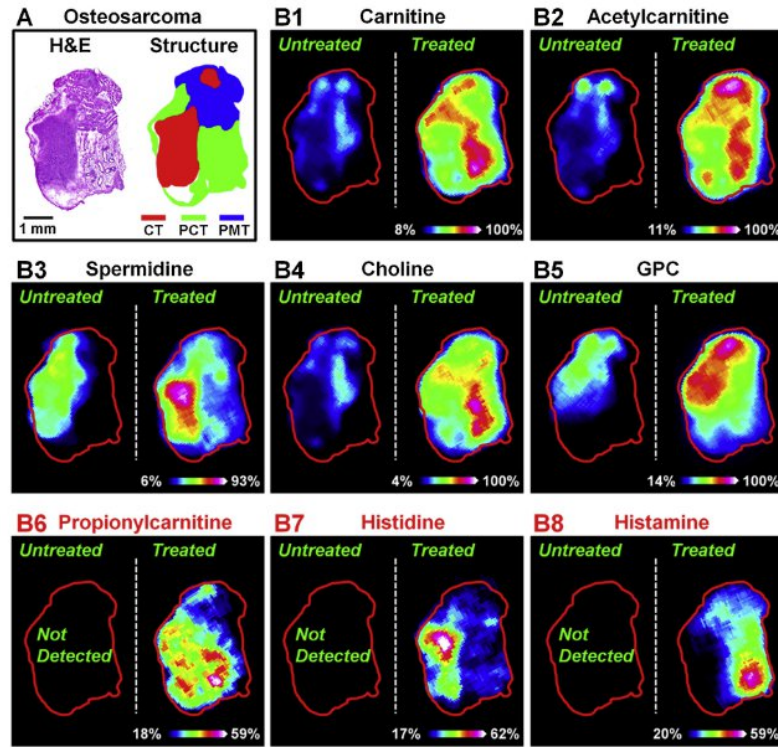 A Osteosarcoma
H&E Structure
1 mm CT PCT PMT
B1 Carnitine
Untreated Treated
8% 100%
B2 Acetylcarnitine
Untreated Treated
11% 100%
B3 Spermidine
Untreated Treated
6% 93%
B4 Choline
Untreated Treated
4% 100%
B5 GPC
Untreated Treated
14% 100%
B6 Propionylcarnitine
Untreated Treated
Not
Detected
18% 59%
B7 Histidine
Untreated Treated
Not
Detected
17% 62%
B8 Histamine
Untreated Treated
Not
Detected
20% 59%